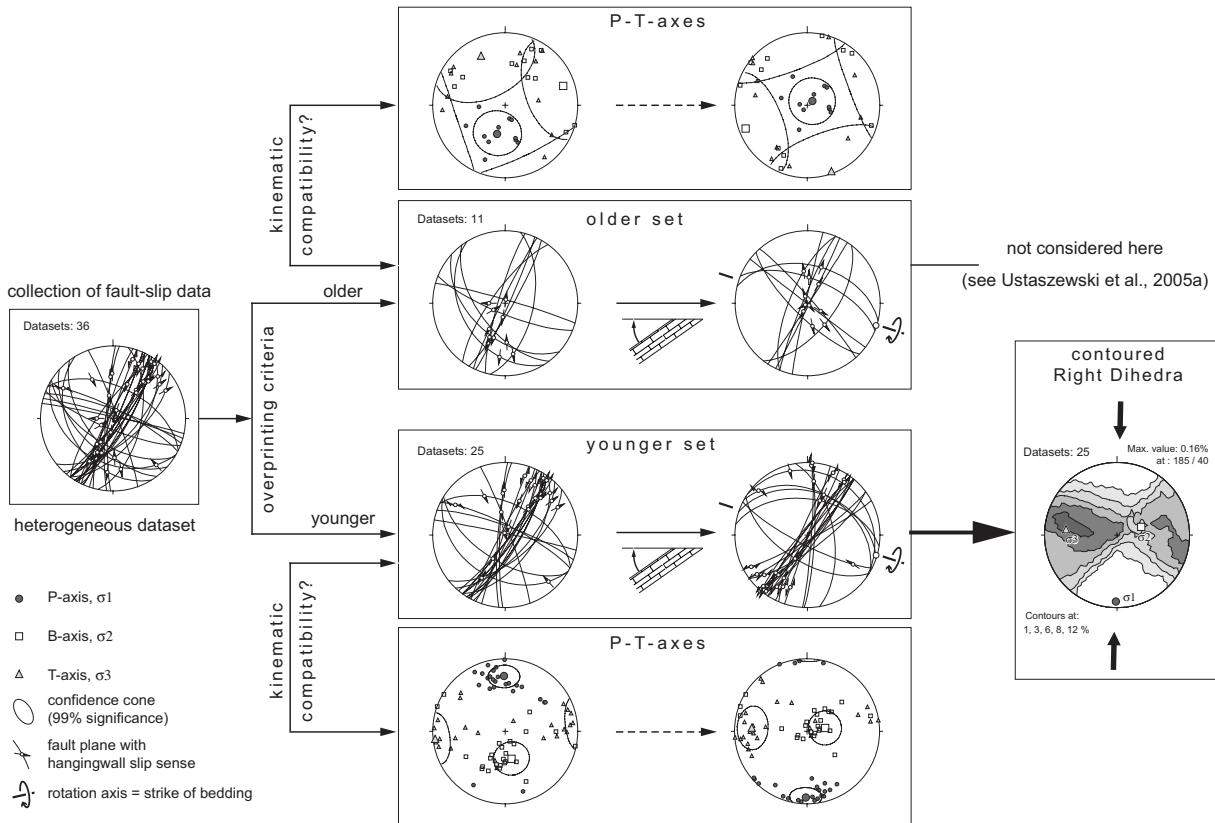 P-T-axes
kinematic
compatibility?
Datasets: 11
older set
not considered here
(see Ustaszewski et al., 2005a)
collection of fault-slip data
older
Datasets: 36
overprinting criteria
heterogeneous dataset
younger
Datasets: 25
younger set
contoured
Right Dihedra
Datasets: 25
Max. value: 0.16%
at : 185 / 40
σ3
σ2
σ1
Contours at:
1, 3, 6, 8, 12 %
kinematic
compatibility?
P-T-axes
P-axis, σ1
B-axis, σ2
T-axis, σ3
confidence cone
(99% significance)
fault plane with
hangingwall slip sense
rotation axis = strike of bedding